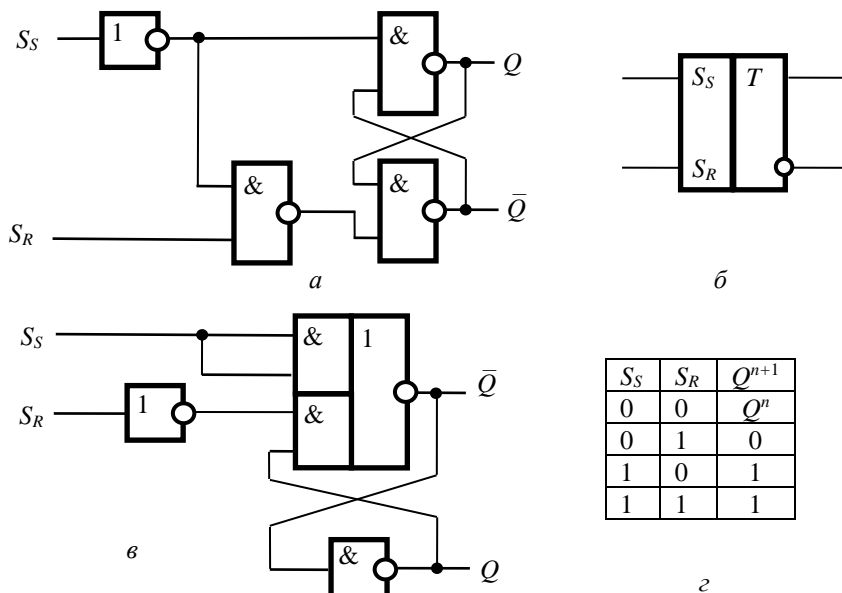 S_S 1 & Q
& & Q̄
S_R
а
S_S T
S_R
б
S_S & 1
S_R 1 & Q̄
& Q
в
S_S S_R Q^{n+1}
0 0 Q^n
0 1 0
1 0 1
1 1 1
г